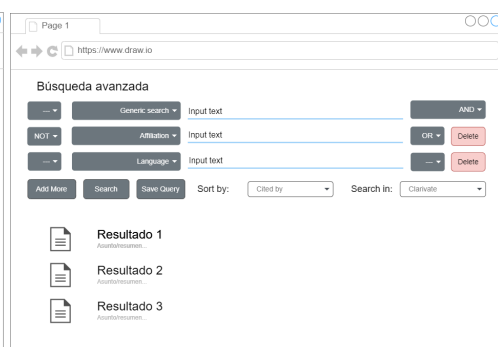 Page 1
https://www.draw.io
Búsqueda avanzada
--- Generic search Input text AND
NOT Affiliation Input text OR Delete
--- Language Input text --- Delete
Add More Search Save Query Sort by: Cited by Search in: Clarivate
Resultado 1
Asunto/resumen...
Resultado 2
Asunto/resumen...
Resultado 3
Asunto/resumen...